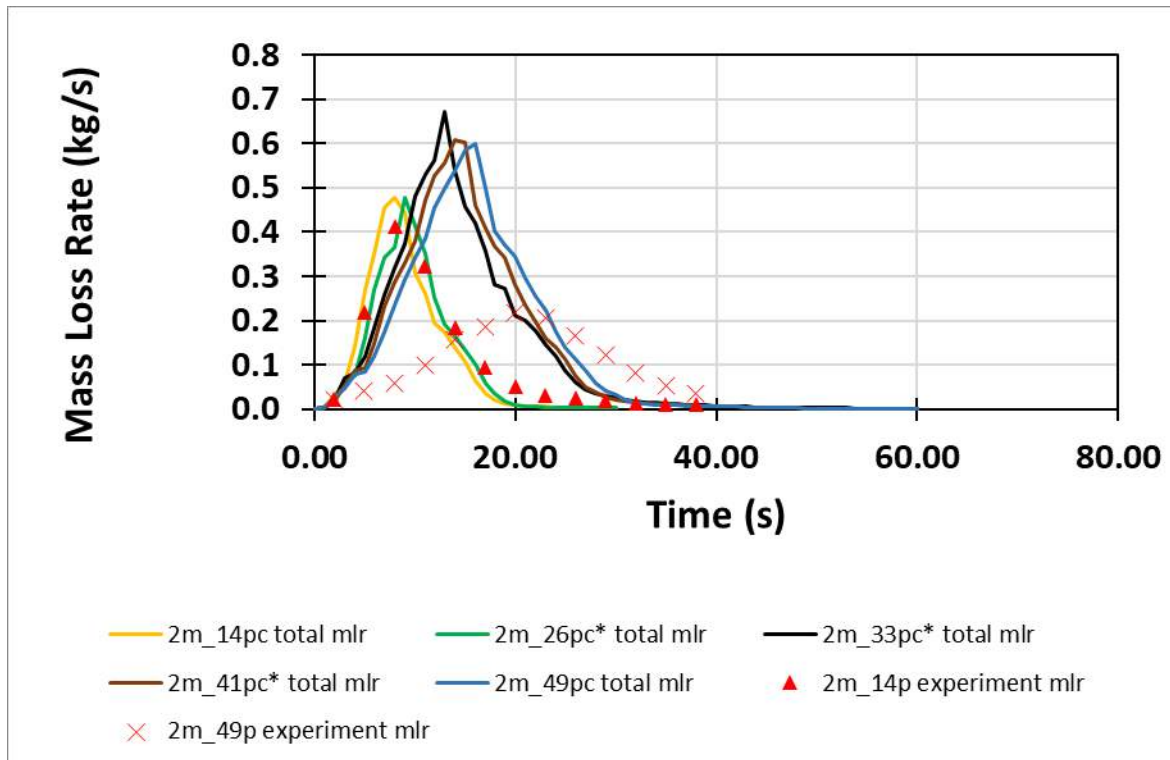 Mass Loss Rate (kg/s)
0.8
0.7
0.6
0.5
0.4
0.3
0.2
0.1
0.0
0.00 20.00 40.00 60.00 80.00
Time (s)
2m_14pc total mlr 2m_26pc* total mlr 2m_33pc* total mlr
2m_41pc* total mlr 2m_49pc total mlr 2m_14p experiment mlr
2m_49p experiment mlr